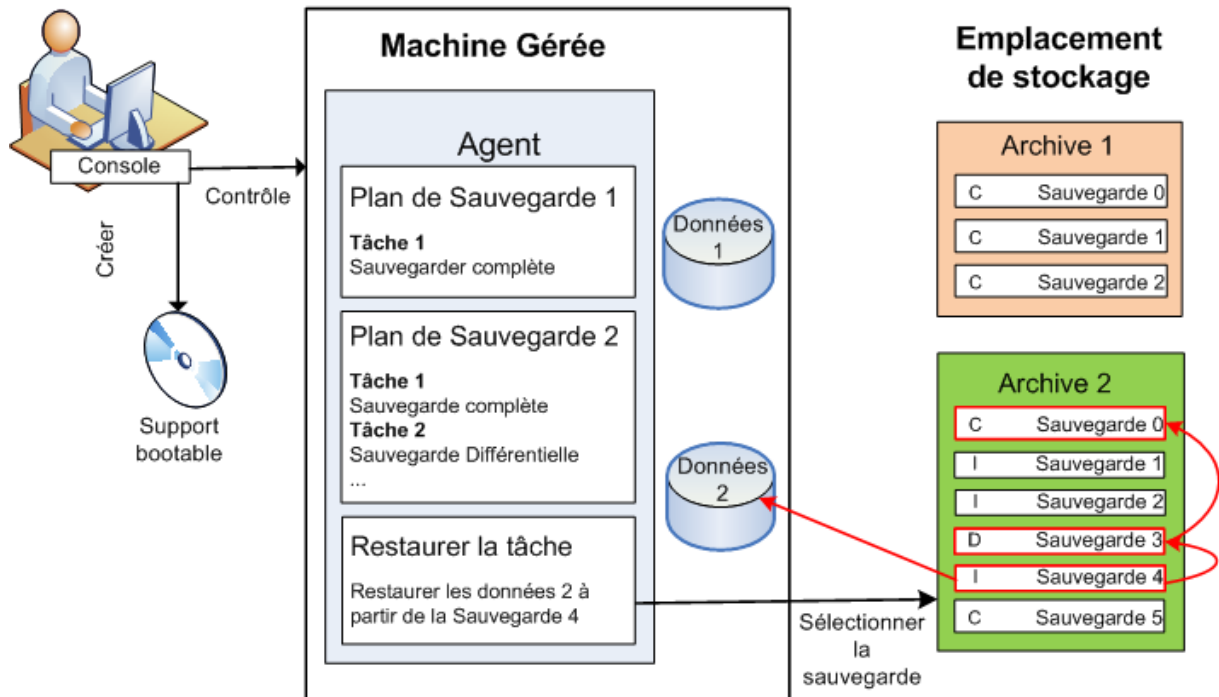 Console
Contrôle
Créer
Support
bootable
Machine Gérée
Agent
Plan de Sauvegarde 1
Tâche 1
Sauvegarder complète
Plan de Sauvegarde 2
Tâche 1
Sauvegarde complète
Tâche 2
Sauvegarde Différentielle
...
Restaurer la tâche
Restaurer les données 2 à
partir de la Sauvegarde 4
Données
1
Données
2
Sélectionner
la
sauvegarde
Emplacement
de stockage
Archive 1
C Sauvegarde 0
C Sauvegarde 1
C Sauvegarde 2
Archive 2
C Sauvegarde 0
I Sauvegarde 1
I Sauvegarde 2
D Sauvegarde 3
I Sauvegarde 4
C Sauvegarde 5